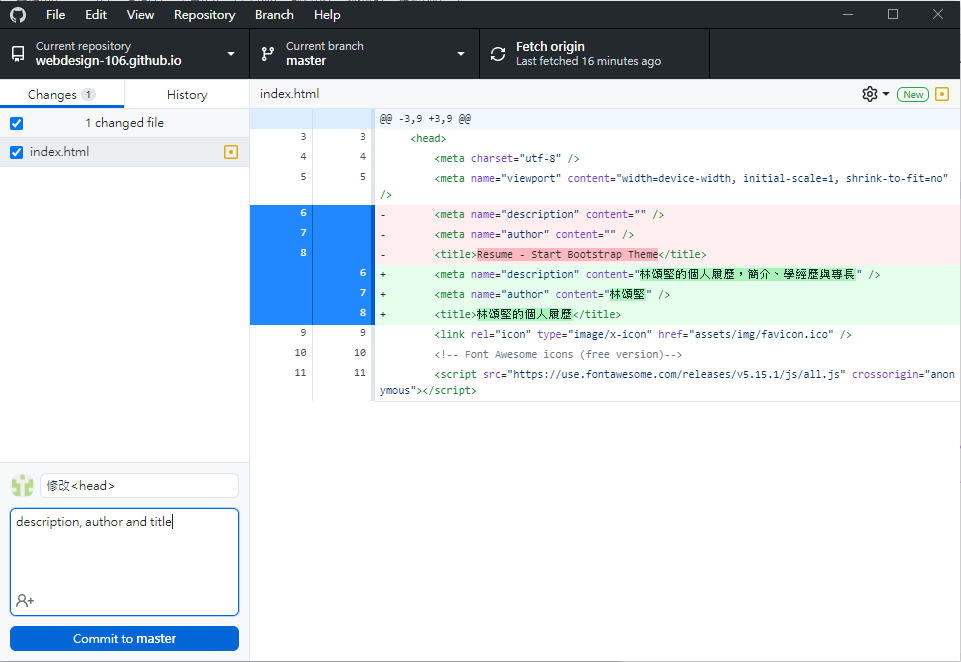 File Edit View Repository Branch Help
Current repository
webdesign-106.github.io
Current branch
master
Fetch origin
Last fetched 16 minutes ago
Changes 1
History
index.html
New
1 changed file
index.html
@@ -3,9 +3,9 @@
3 3 <head>
4 4 <meta charset="utf-8" />
5 5 <meta name="viewport" content="width=device-width, initial-scale=1, shrink-to-fit=no"
/>
6 - <meta name="description" content="" />
7 - <meta name="author" content="" />
8 - <title>Resume - Start Bootstrap Theme</title>
6 + <meta name="description" content="林頌堅的個人履歷，簡介、學經歷與專長" />
7 + <meta name="author" content="林頌堅" />
8 + <title>林頌堅的個人履歷</title>
9 9 <link rel="icon" type="image/x-icon" href="assets/img/favicon.ico" />
10 10 <!-- Font Awesome icons (free version)-->
11 11 <script src="https://use.fontawesome.com/releases/v5.15.1/js/all.js" crossorigin="anon
ymous"></script>
修改<head>
description, author and title
Commit to master